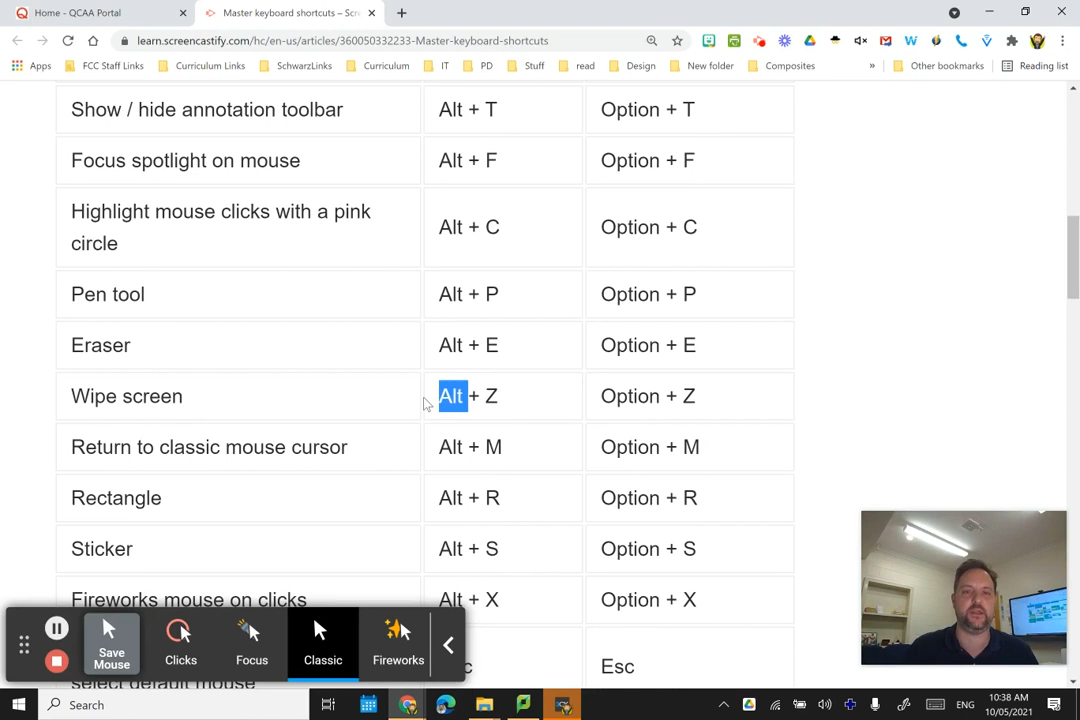 Home - QCAA Portal
Master keyboard shortcuts – Scre
learn.screencastify.com/hc/en-us/articles/360050332233-Master-keyboard-shortcuts
Apps FCC Staff Links Curriculum Links SchwarzLinks Curriculum IT PD Stuff read Design New folder Composites » Other bookmarks Reading list
Show / hide annotation toolbar Alt + T Option + T
Focus spotlight on mouse Alt + F Option + F
Highlight mouse clicks with a pink
circle Alt + C Option + C
Pen tool Alt + P Option + P
Eraser Alt + E Option + E
Wipe screen Alt + Z Option + Z
Return to classic mouse cursor Alt + M Option + M
Rectangle Alt + R Option + R
Sticker Alt + S Option + S
Fireworks mouse on clicks Alt + X Option + X
Esc
select default mouse
Save
Mouse
Clicks
Focus
Classic
Fireworks
Search
ENG
10:38 AM
10/05/2021